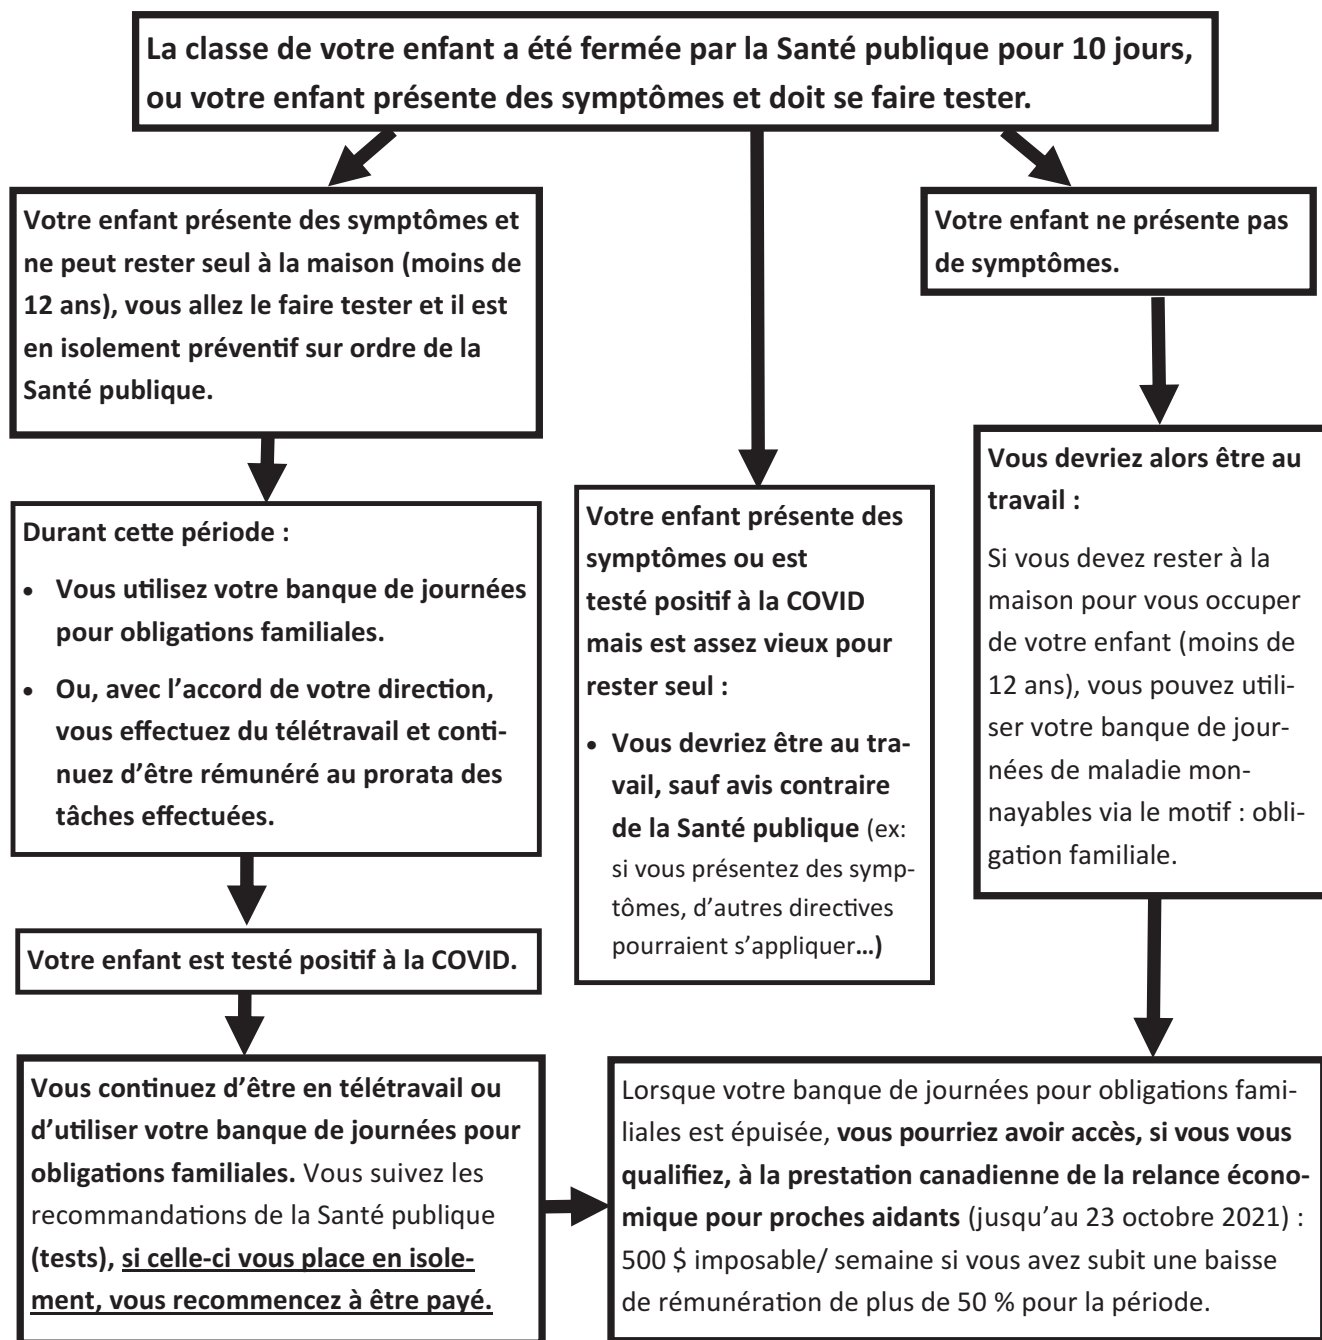 La classe de votre enfant a été fermée par la Santé publique pour 10 jours,
ou votre enfant présente des symptômes et doit se faire tester.
Votre enfant présente des symptômes et
ne peut rester seul à la maison (moins de
12 ans), vous allez le faire tester et il est
en isolement préventif sur ordre de la
Santé publique.
Durant cette période :
• Vous utilisez votre banque de journées
pour obligations familiales.
• Ou, avec l’accord de votre direction,
vous effectuez du télétravail et conti-
nuez d’être rémunéré au prorata des
tâches effectuées.
Votre enfant est testé positif à la COVID.
Vous continuez d’être en télétravail ou
d’utiliser votre banque de journées pour
obligations familiales. Vous suivez les
recommandations de la Santé publique
(tests), si celle-ci vous place en isole-
ment, vous recommencez à être payé.
Votre enfant présente des
symptômes ou est
testé positif à la COVID
mais est assez vieux pour
rester seul :
• Vous devriez être au tra-
vail, sauf avis contraire
de la Santé publique (ex:
si vous présentez des symp-
tômes, d’autres directives
pourraient s’appliquer…)
Votre enfant ne présente pas
de symptômes.
Vous devriez alors être au
travail :
Si vous devez rester à la
maison pour vous occuper
de votre enfant (moins de
12 ans), vous pouvez utili-
ser votre banque de jour-
nées de maladie mon-
nayables via le motif : obli-
gation familiale.
Lorsque votre banque de journées pour obligations fami-
liales est épuisée, vous pourriez avoir accès, si vous vous
qualifiez, à la prestation canadienne de la relance écono-
mique pour proches aidants (jusqu’au 23 octobre 2021) :
500 $ imposable/ semaine si vous avez subit une baisse
de rémunération de plus de 50 % pour la période.